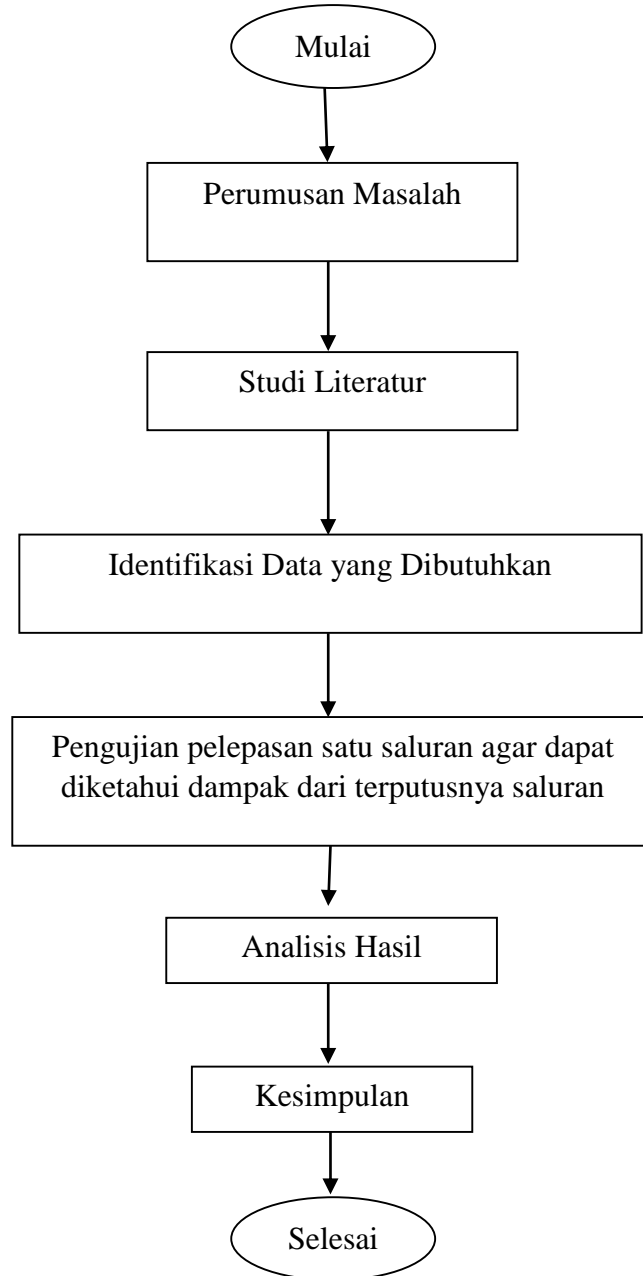 Mulai
Perumusan Masalah
Studi Literatur
Identifikasi Data yang Dibutuhkan
Pengujian pelepasan satu saluran agar dapat
diketahui dampak dari terputusnya saluran
Analisis Hasil
Kesimpulan
Selesai